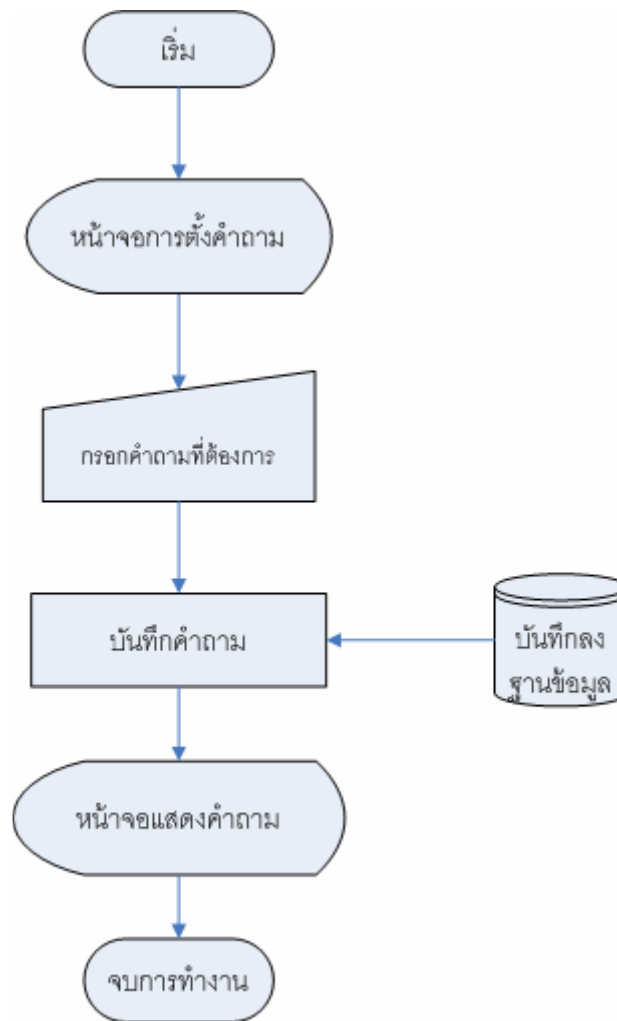 เริ่ม
หน้าจอการตั้งคำถาม
กรอกคำถามที่ต้องการ
บันทึกคำถาม
บันทึกลง
ฐานข้อมูล
หน้าจอแสดงคำถาม
จบการทำงาน